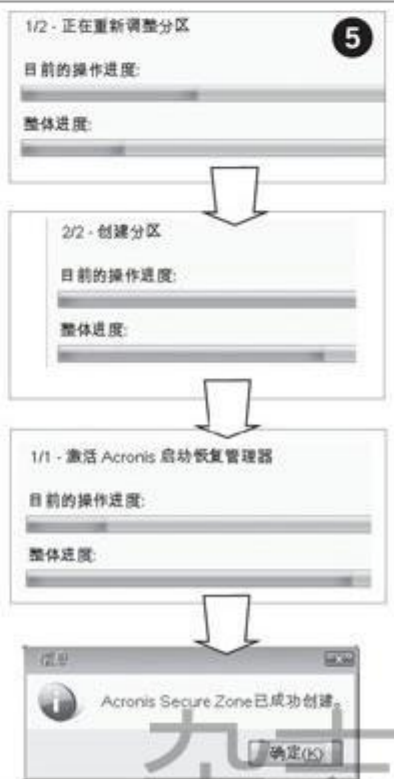 1/2 - 正在重新调整分区
5
目前的操作进度:
整体进度:
2/2 - 创建分区
目前的操作进度:
整体进度:
1/1 - 激活 Acronis 启动恢复管理器
目前的操作进度:
整体进度:
信息
Acronis Secure Zone已成功创建。
确定(K)